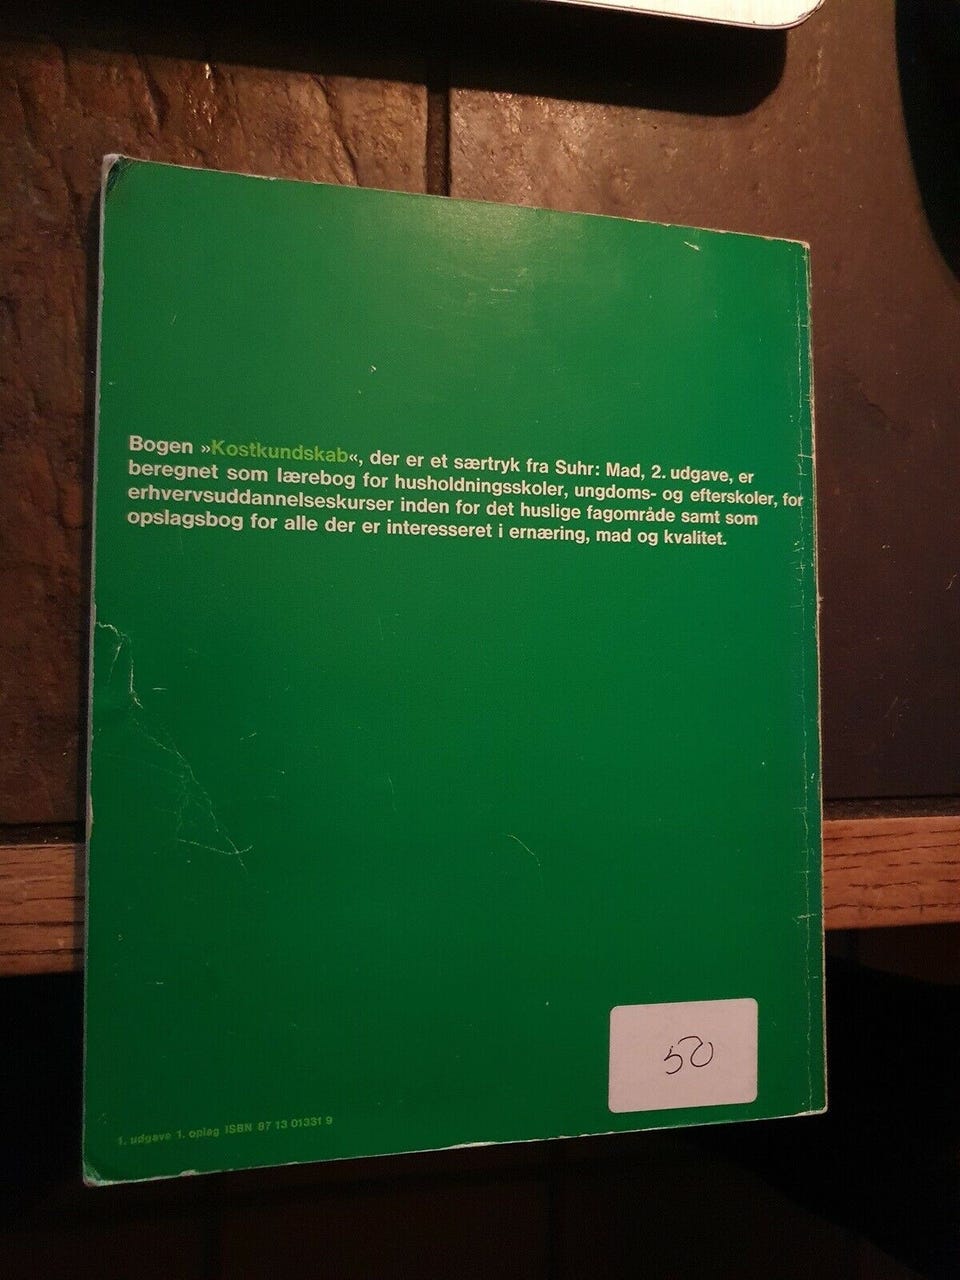 Bogen »Kostkundskab«, der er et særtryk fra Suhr: Mad, 2. udgave, er
beregnet som lærebog for husholdningsskoler, ungdoms- og efterskoler, for
erhvervsuddannelseskurser inden for det huslige fagområde samt som
opslagsbog for alle der er interesseret i ernæring, mad og kvalitet.
50
1. udgave 1. oplag ISBN 87 13 01331 9